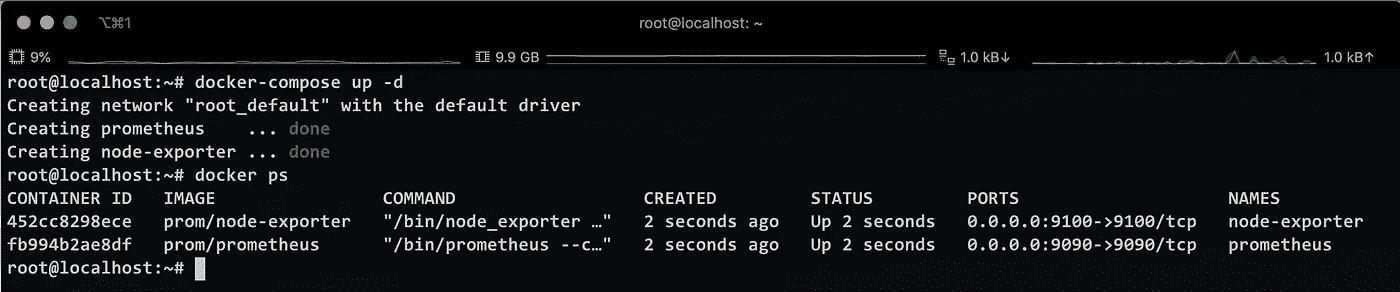 ⌥⌘1 root@localhost: ~
9% 9.9 GB 1.0 kB↓ 1.0 kB↑
root@localhost:~# docker-compose up -d
Creating network "root_default" with the default driver
Creating prometheus    ... done
Creating node-exporter ... done
root@localhost:~# docker ps
CONTAINER ID   IMAGE                COMMAND                  CREATED         STATUS         PORTS                    NAMES
452cc8298ece   prom/node-exporter   "/bin/node_exporter …"   2 seconds ago   Up 2 seconds   0.0.0.0:9100->9100/tcp   node-exporter
fb994b2ae8df   prom/prometheus      "/bin/prometheus --c…"   2 seconds ago   Up 2 seconds   0.0.0.0:9090->9090/tcp   prometheus
root@localhost:~#